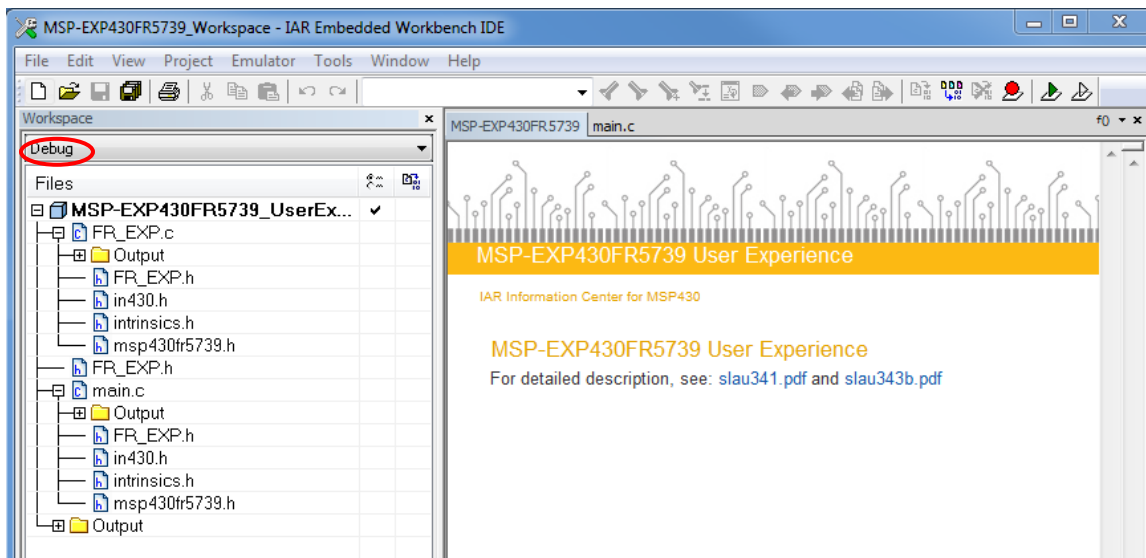 MSP-EXP430FR5739_Workspace - IAR Embedded Workbench IDE
File Edit View Project Emulator Tools Window Help
Workspace
Debug
Files
MSP-EXP430FR5739_UserEx...
FR_EXP.c
Output
FR_EXP.h
in430.h
intrinsics.h
msp430fr5739.h
FR_EXP.h
main.c
Output
FR_EXP.h
in430.h
intrinsics.h
msp430fr5739.h
Output
MSP-EXP430FR5739 main.c f()
MSP-EXP430FR5739 User Experience
IAR Information Center for MSP430
MSP-EXP430FR5739 User Experience
For detailed description, see: slau341.pdf and slau343b.pdf